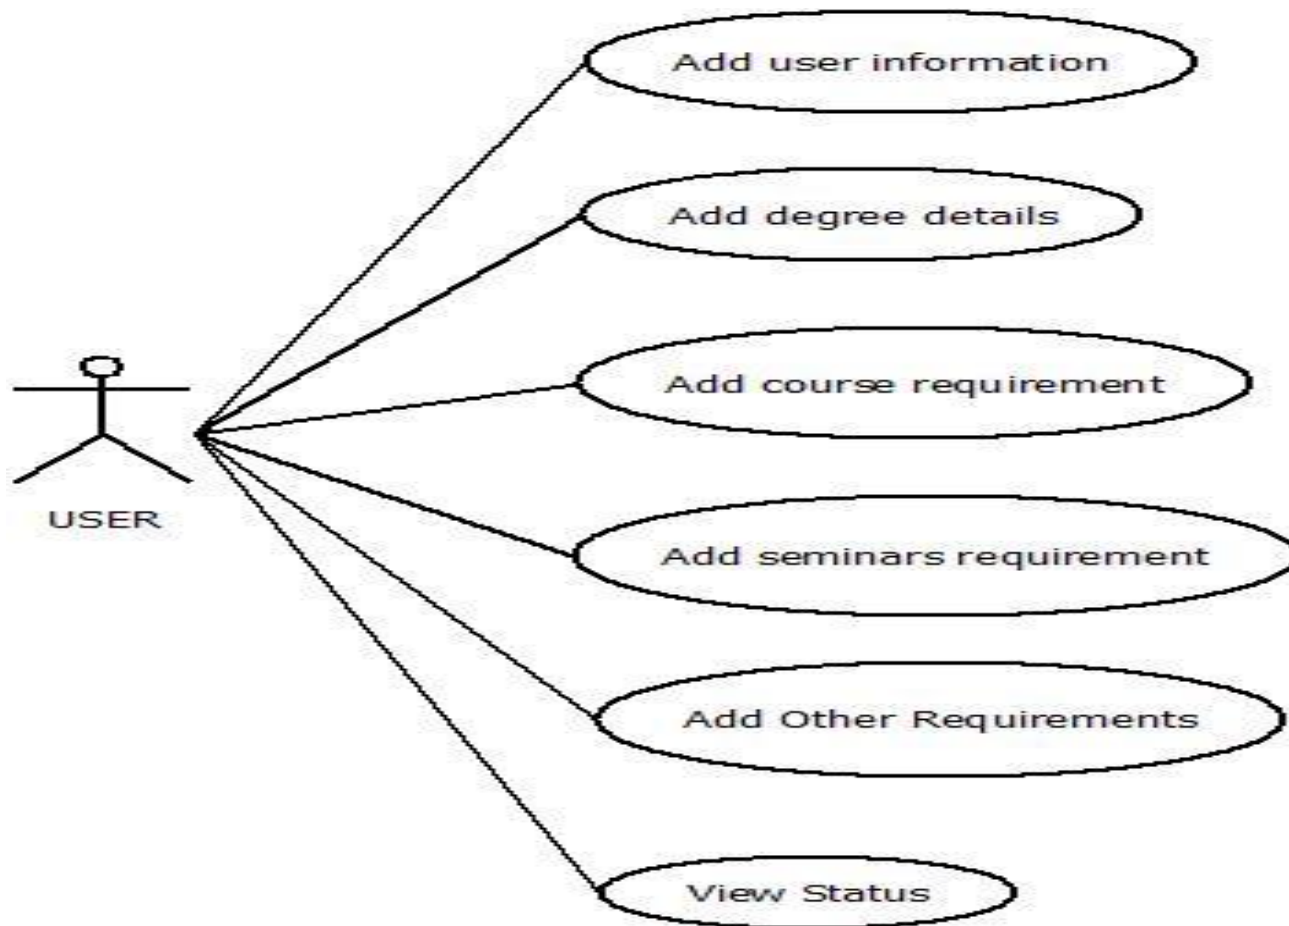 Add user information
Add degree details
Add course requirement
USER
Add seminars requirement
Add Other Requirements
View Status